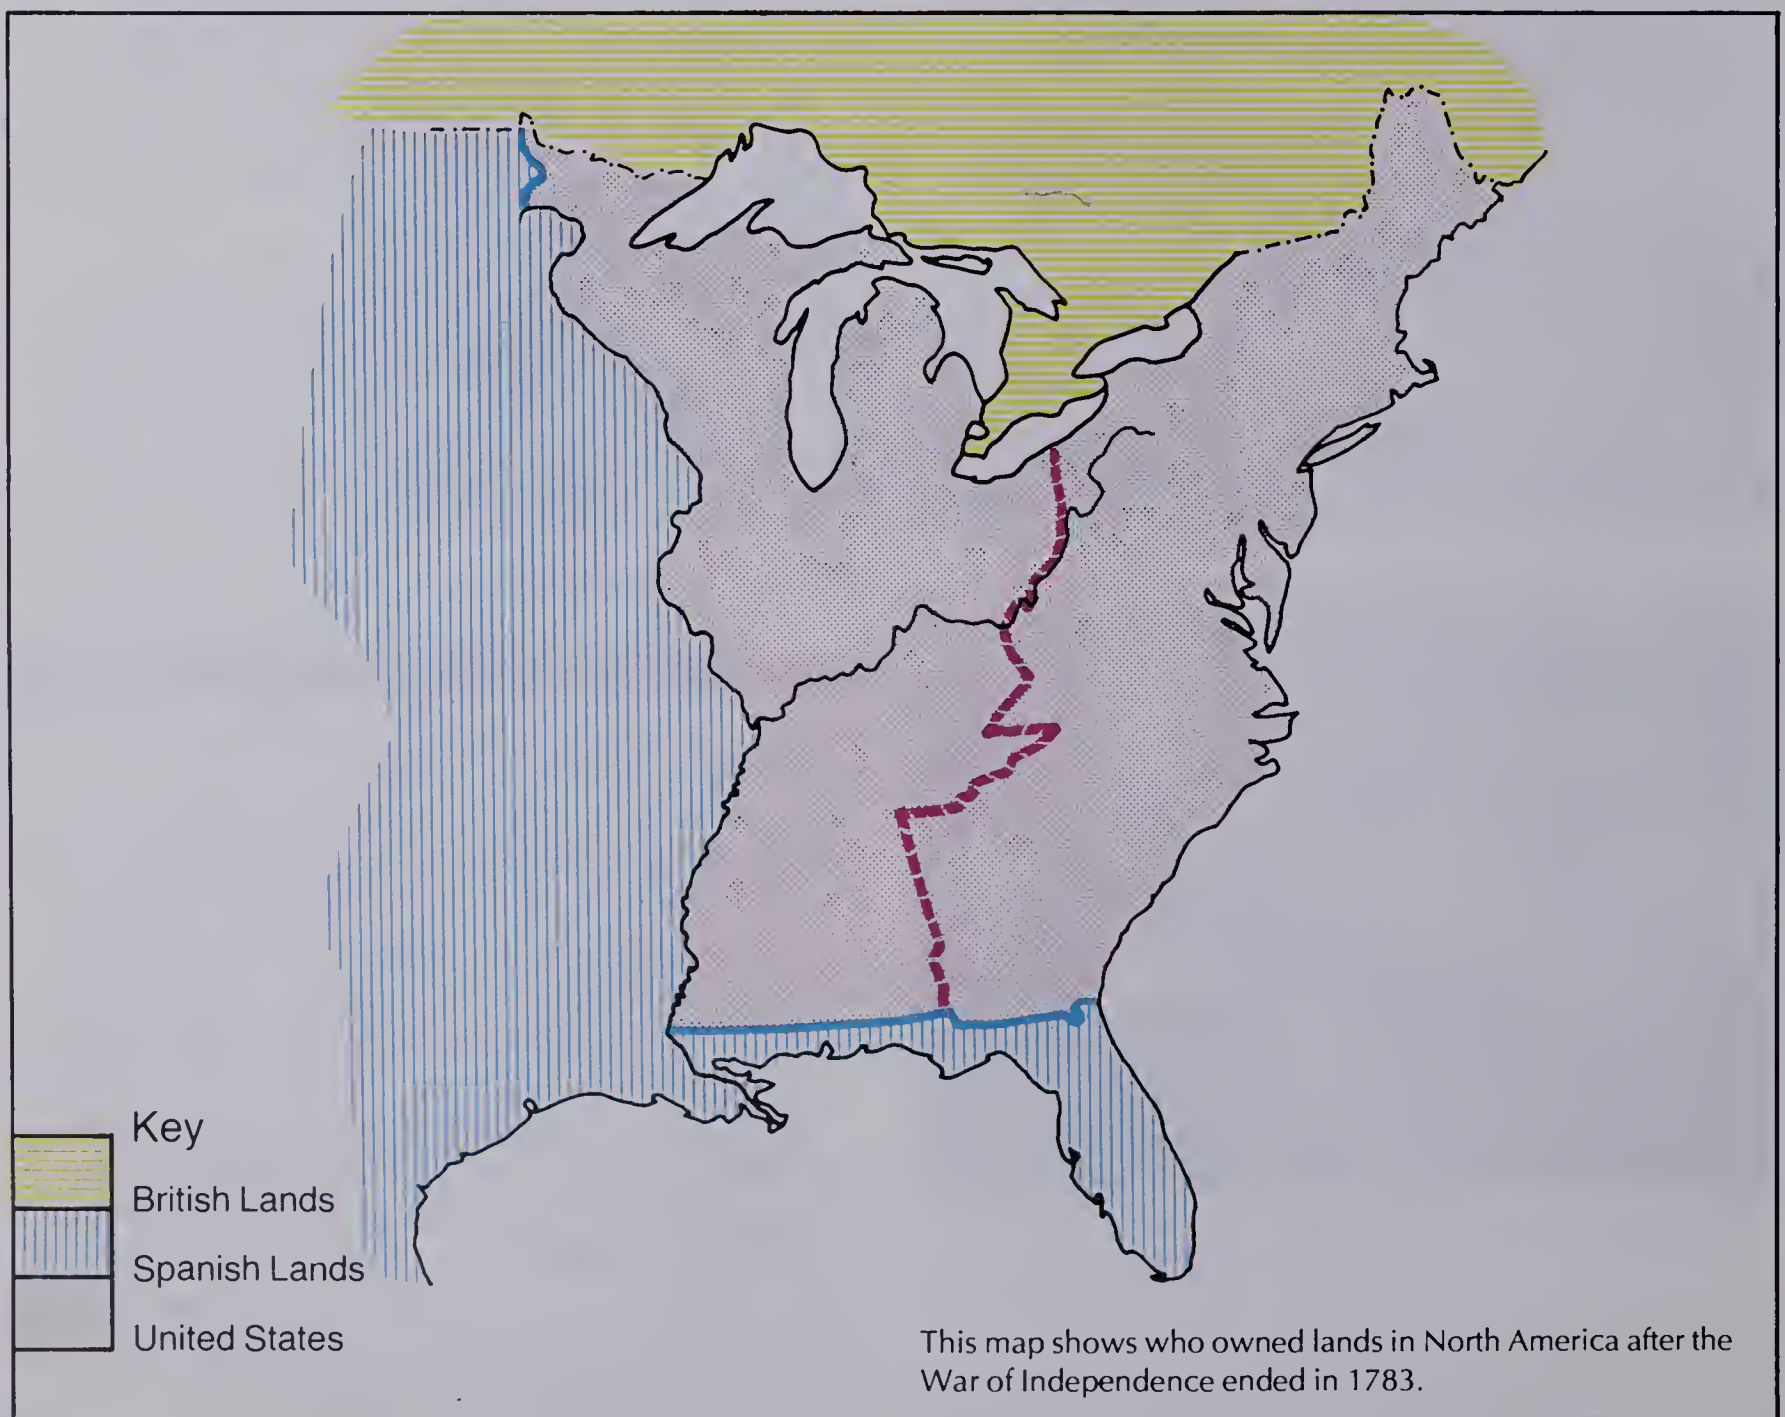 Key
British Lands
Spanish Lands
United States
This map shows who owned lands in North America after the
War of Independence ended in 1783.